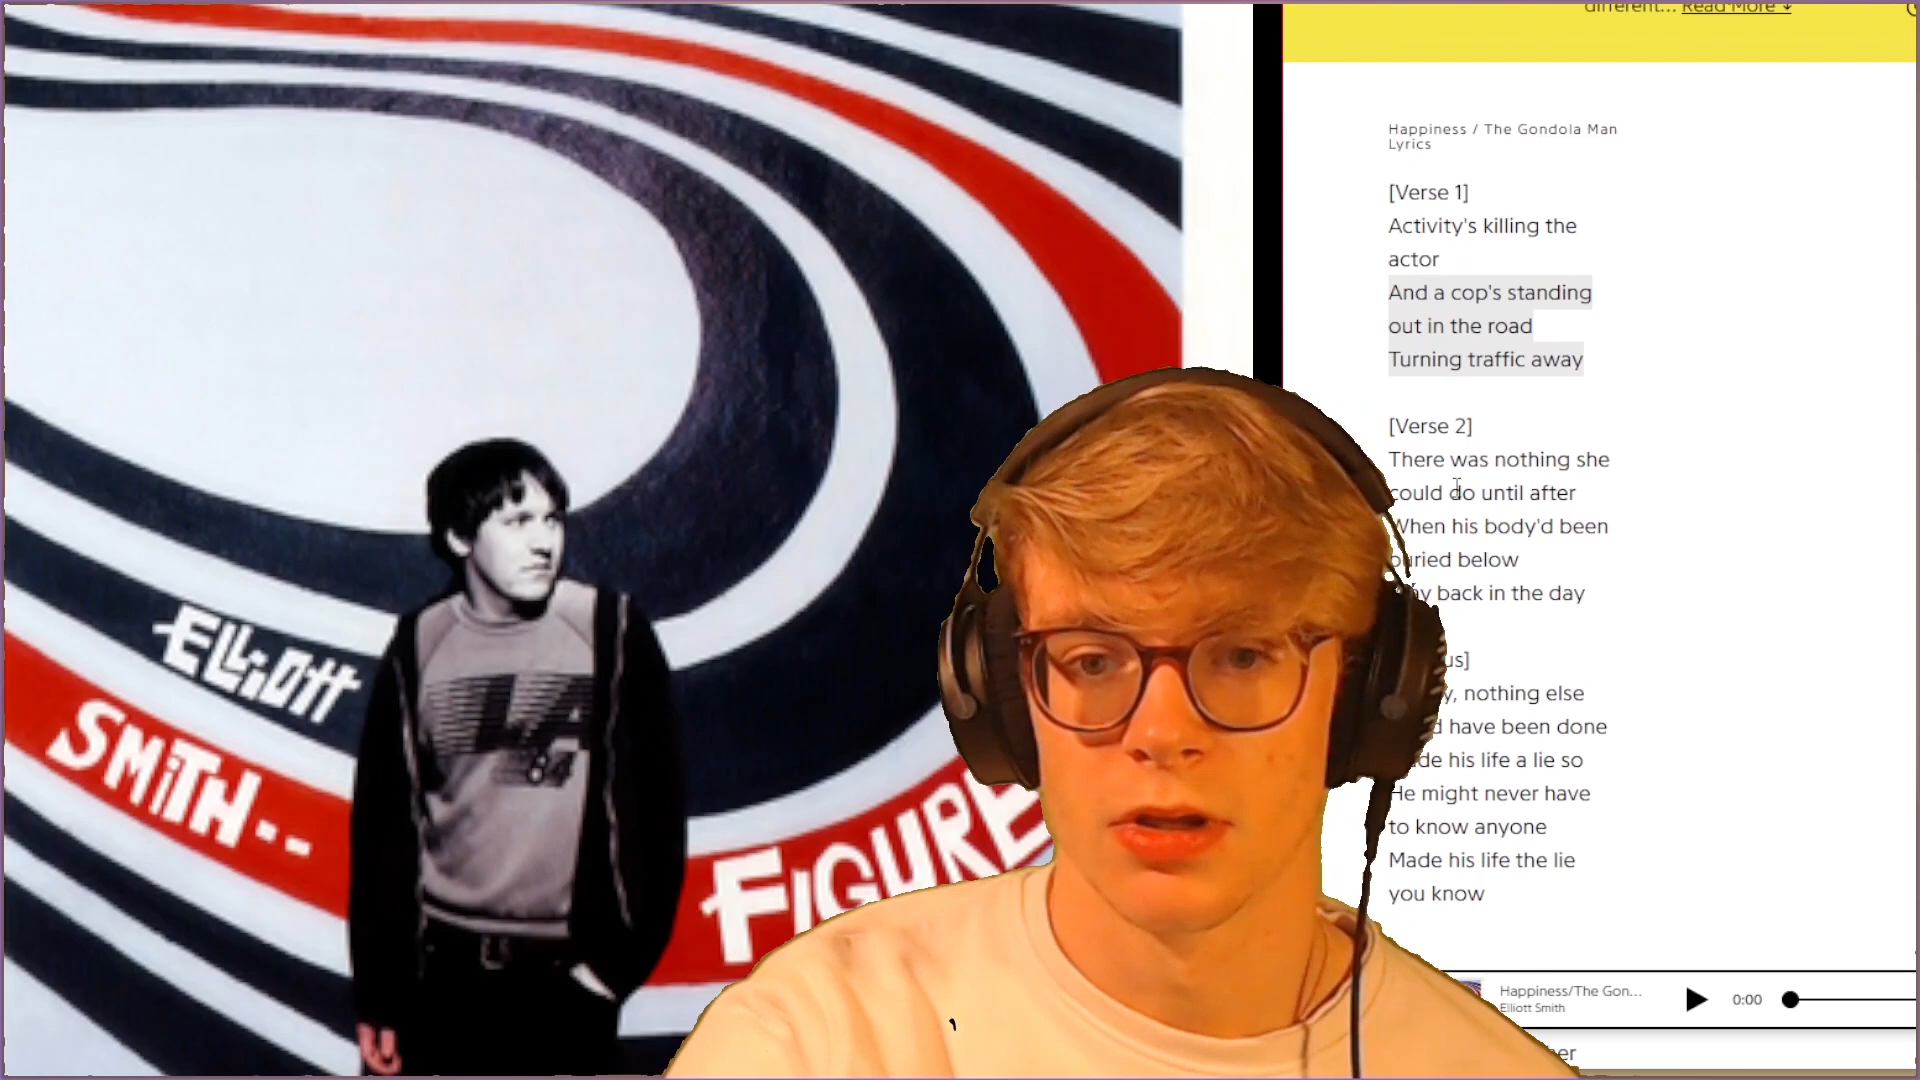 ELLiOtt
SMiTH--
FIGURE
LA
84
different... Read More
Happiness / The Gondola Man
Lyrics
[Verse 1]
Activity's killing the
actor
And a cop's standing
out in the road
Turning traffic away
[Verse 2]
There was nothing she
could do until after
When his body'd been
buried below
back in the day
nothing else
have been done
his life a lie so
He might never have
to know anyone
Made his life the lie
you know
Happiness/The Gon...
Elliott Smith
0:00